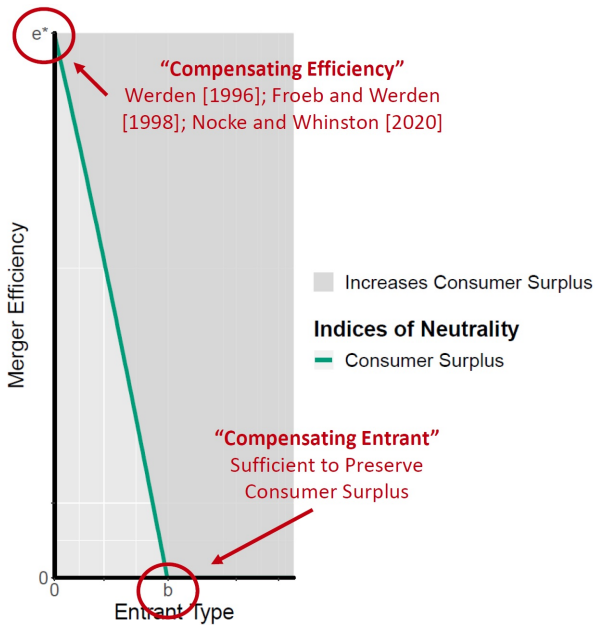 e*
“Compensating Efficiency”
Werden [1996]; Froeb and Werden
[1998]; Nocke and Whinston [2020]
Merger Efficiency
Increases Consumer Surplus
Indices of Neutrality
Consumer Surplus
“Compensating Entrant”
Sufficient to Preserve
Consumer Surplus
0
0
b
Entrant Type